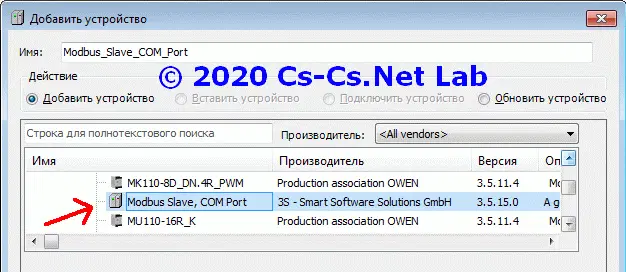 Добавить устройство
Имя: Modbus_Slave_COM_Port
Действие
© 2020 Cs-Cs.Net Lab
Добавить устройство Вставить устройство Подключить устройство Обновить устройство
Строка для полнотекстового поиска Производитель: <All vendors>
Имя Производитель Версия Оп
MK110-8D_DN.4R_PWM Production association OWEN 3.5.11.4 Mc
Modbus Slave, COM Port 3S - Smart Software Solutions GmbH 3.5.15.0 A g
MU110-16R_K Production association OWEN 3.5.11.4 Mc